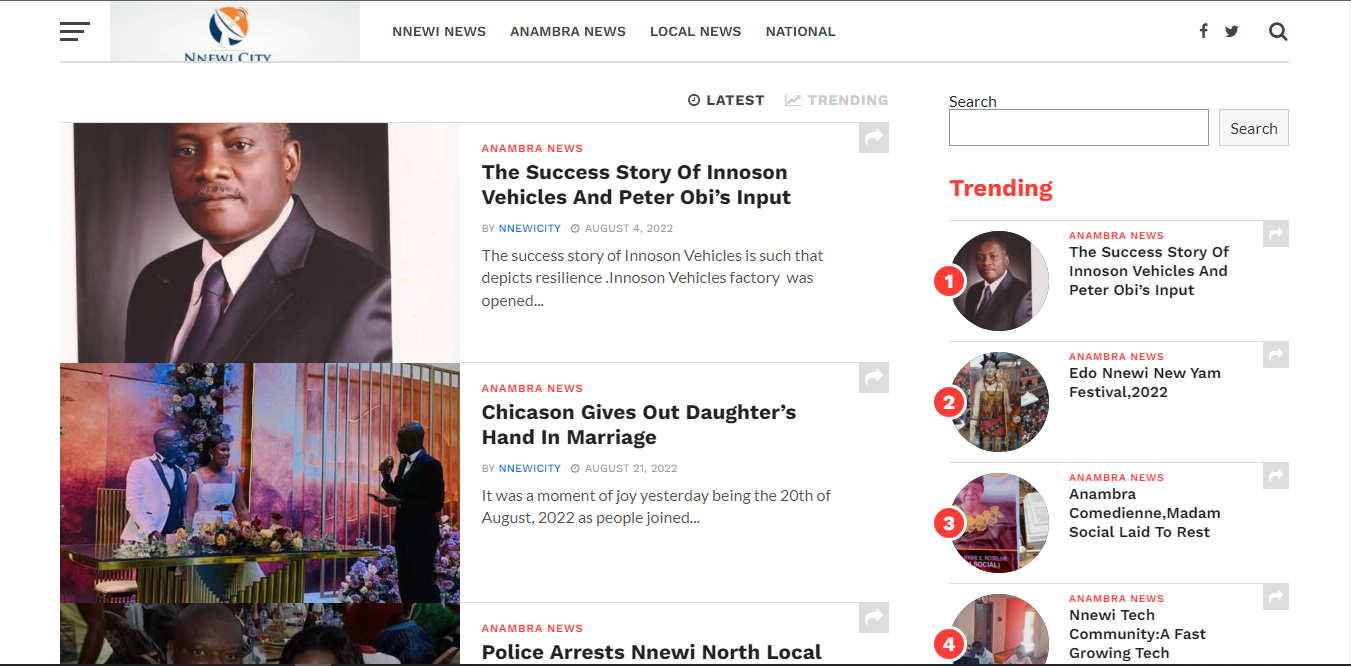 NNEWI CITY
NNEWI NEWS
ANAMBRA NEWS
LOCAL NEWS
NATIONAL
LATEST
TRENDING
ANAMBRA NEWS
The Success Story Of Innoson
Vehicles And Peter Obi’s Input
BY NNEWICITY AUGUST 4, 2022
The success story of Innoson Vehicles is such that
depicts resilience .Innoson Vehicles factory was
opened...
ANAMBRA NEWS
Chicason Gives Out Daughter’s
Hand In Marriage
BY NNEWICITY AUGUST 21, 2022
It was a moment of joy yesterday being the 20th of
August, 2022 as people joined...
ANAMBRA NEWS
Police Arrests Nnewi North Local
Search
Search
Trending
1
ANAMBRA NEWS
The Success Story Of
Innoson Vehicles And
Peter Obi’s Input
2
ANAMBRA NEWS
Edo Nnewi New Yam
Festival,2022
3
ANAMBRA NEWS
Anambra
Comedienne,Madam
Social Laid To Rest
E. ROSELINE
SOCIAL)
4
ANAMBRA NEWS
Nnewi Tech
Community:A Fast
Growing Tech